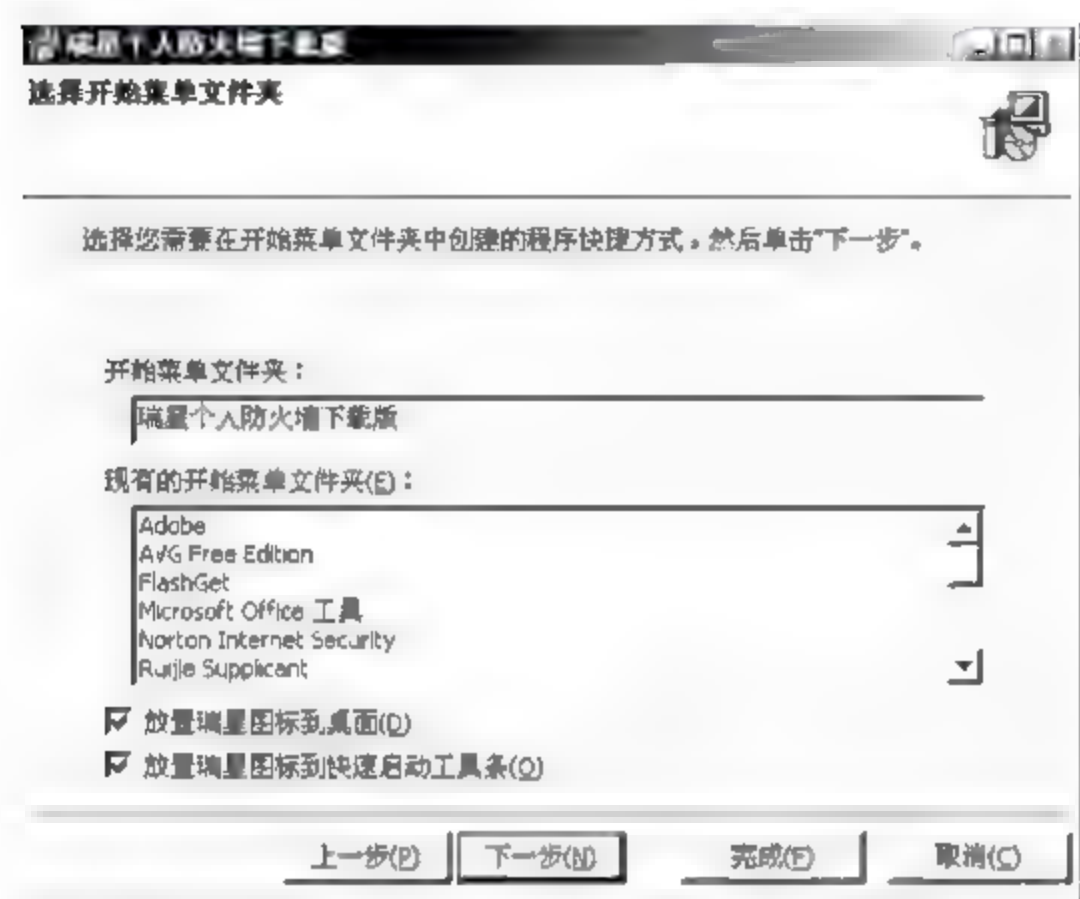 瑞星个人防火墙下载版
选择开始菜单文件夹
选择您需要在开始菜单文件夹中创建的程序快捷方式，然后单击"下一步"。
开始菜单文件夹：
瑞星个人防火墙下载版
现有的开始菜单文件夹(E)：
Adobe
AVG Free Edition
FlashGet
Microsoft Office 工具
Norton Internet Security
Ruijie Supplicant
放置瑞星图标到桌面(D)
放置瑞星图标到快速启动工具条(Q)
上一步(P) 下一步(N) 完成(F) 取消(C)